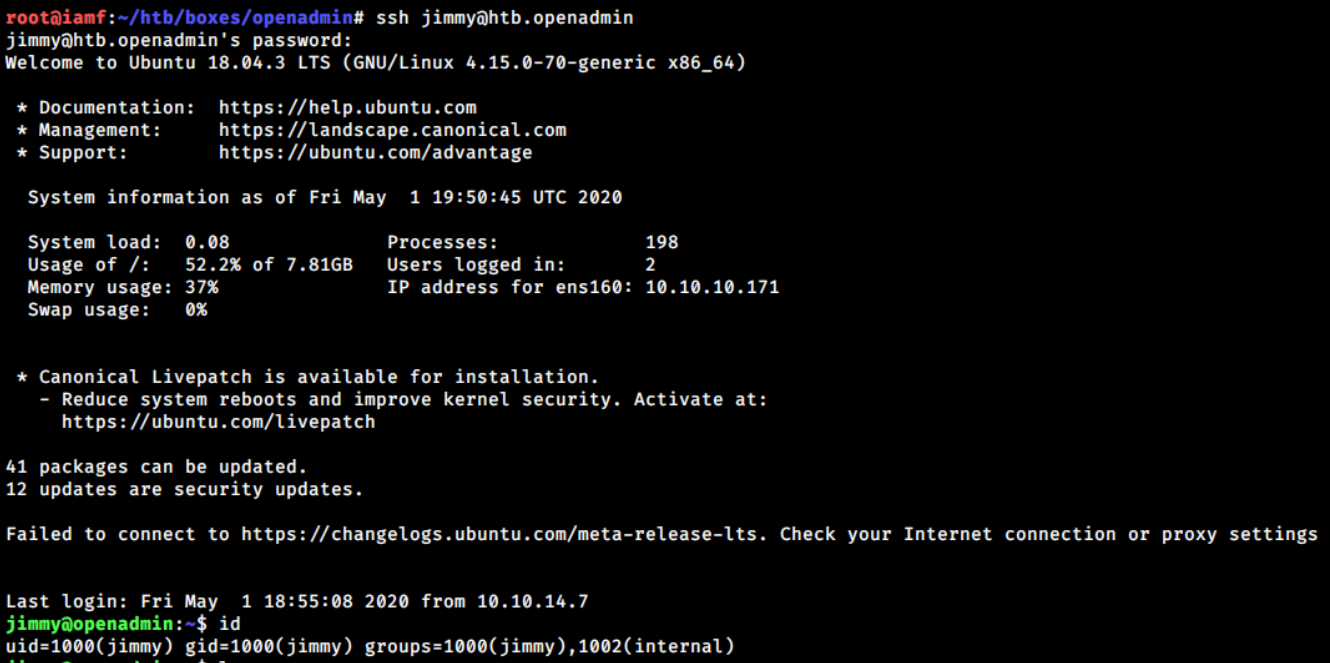 root@iamf:~/htb/boxes/openadmin# ssh jimmy@htb.openadmin
jimmy@htb.openadmin's password:
Welcome to Ubuntu 18.04.3 LTS (GNU/Linux 4.15.0-70-generic x86_64)
* Documentation:  https://help.ubuntu.com
* Management:     https://landscape.canonical.com
* Support:        https://ubuntu.com/advantage
System information as of Fri May  1 19:50:45 UTC 2020
System load:  0.08              Processes:             198
Usage of /:   52.2% of 7.81GB   Users logged in:       2
Memory usage: 37%               IP address for ens160: 10.10.10.171
Swap usage:   0%
* Canonical Livepatch is available for installation.
- Reduce system reboots and improve kernel security. Activate at:
https://ubuntu.com/livepatch
41 packages can be updated.
12 updates are security updates.
Failed to connect to https://changelogs.ubuntu.com/meta-release-lts. Check your Internet connection or proxy settings
Last login: Fri May  1 18:55:08 2020 from 10.10.14.7
jimmy@openadmin:~$ id
uid=1000(jimmy) gid=1000(jimmy) groups=1000(jimmy),1002(internal)